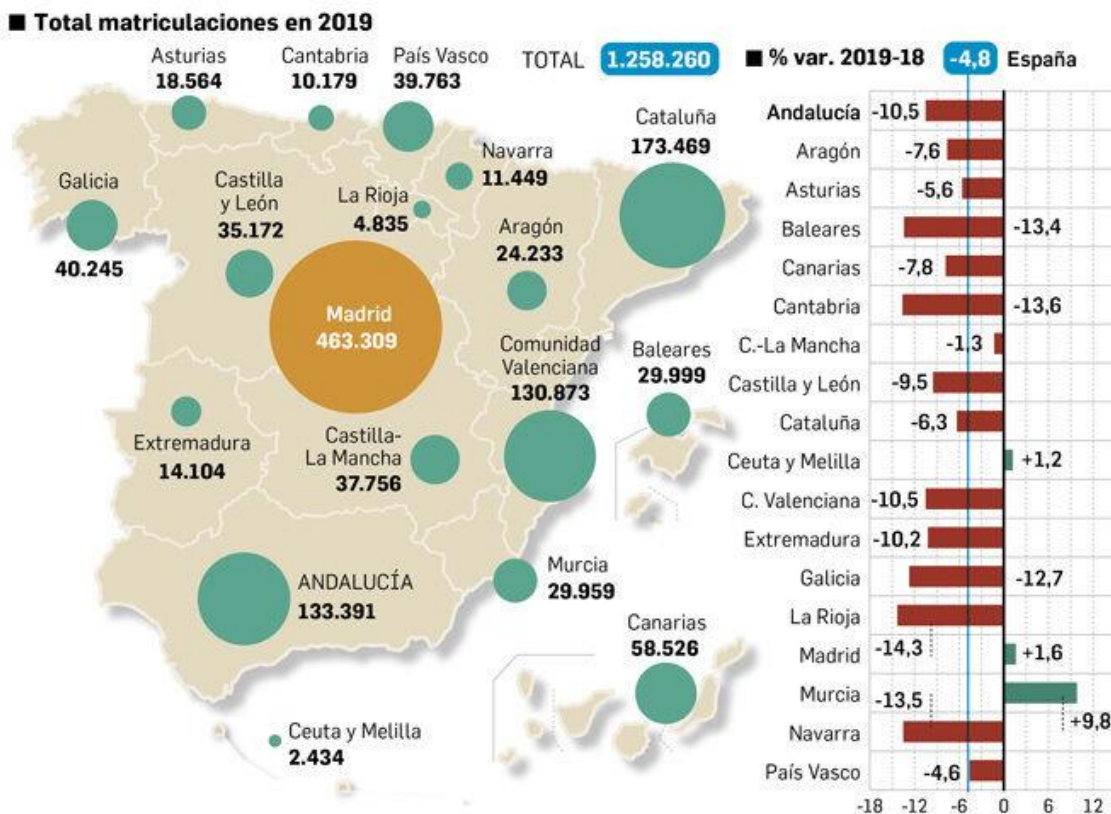 ■ Total matriculaciones en 2019
Asturias
18.564
Cantabria
10.179
País Vasco
39.763
TOTAL 1.258.260
Cataluña
173.469
Navarra
11.449
Galicia
40.245
Castilla
y León
35.172
La Rioja
4.835
Aragón
24.233
Madrid
463.309
Comunidad
Valenciana
130.873
Baleares
29.999
Extremadura
14.104
Castilla-
La Mancha
37.756
ANDALUCÍA
133.391
Murcia
29.959
Canarias
58.526
Ceuta y Melilla
2.434
■ % var. 2019-18 -4,8 España
Andalucía -10,5
Aragón -7,6
Asturias -5,6
Baleares -13,4
Canarias -7,8
Cantabria -13,6
C.-La Mancha -1,3
Castilla y León -9,5
Cataluña -6,3
Ceuta y Melilla +1,2
C. Valenciana -10,5
Extremadura -10,2
Galicia -12,7
La Rioja -14,3
Madrid +1,6
Murcia +9,8
Navarra -13,5
País Vasco -4,6
-18 -12 -6 0 6 12